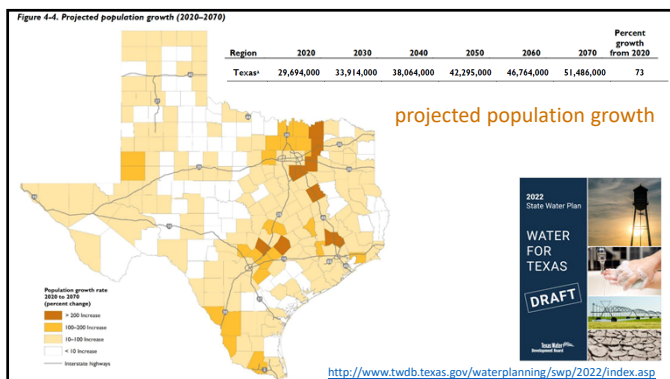 Figure 4-4. Projected population growth (2020–2070)
Percent
growth
Region 2020 2030 2040 2050 2060 2070 from 2020
Texasᵃ 29,694,000 33,914,000 38,064,000 42,295,000 46,764,000 51,486,000 73
projected population growth
2022
State Water Plan
WATER
FOR
TEXAS
DRAFT
Texas Water
Development Board
Population growth rate
2020 to 2070
(percent change)
> 200 Increase
100–200 Increase
10–100 Increase
< 10 Increase
Interstate highways
http://www.twdb.texas.gov/waterplanning/swp/2022/index.asp